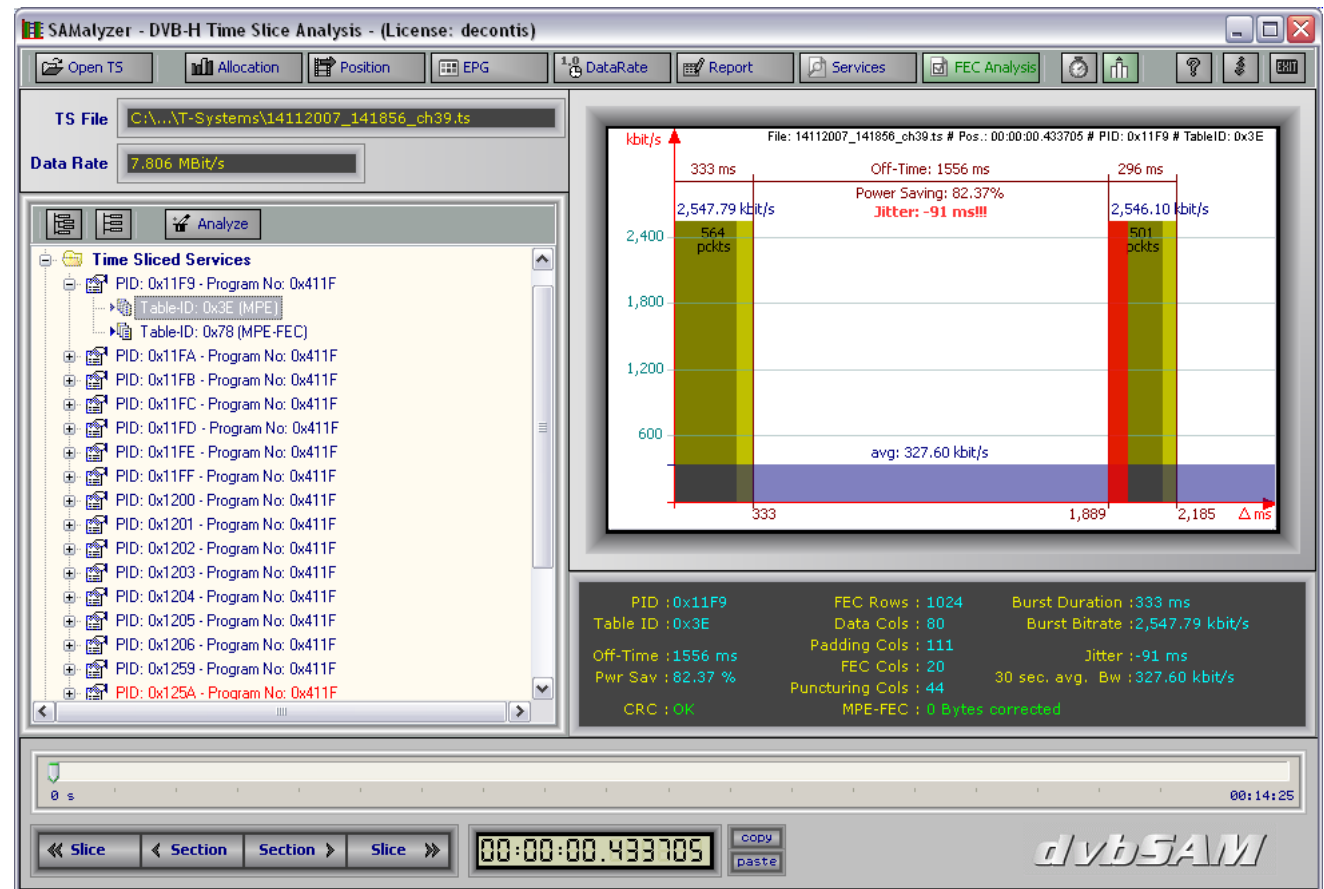 SAMalyzer - DVB-H Time Slice Analysis - (License: decontis)
Open TS Allocation Position EPG 1,0 DataRate Report Services FEC Analysis EXIT
TS File C:\...\T-Systems\14112007_141856_ch39.ts
Data Rate 7.806 MBit/s
Analyze
Time Sliced Services
PID: 0x11F9 - Program No: 0x411F
Table-ID: 0x3E (MPE)
Table-ID: 0x78 (MPE-FEC)
PID: 0x11FA - Program No: 0x411F
PID: 0x11FB - Program No: 0x411F
PID: 0x11FC - Program No: 0x411F
PID: 0x11FD - Program No: 0x411F
PID: 0x11FE - Program No: 0x411F
PID: 0x11FF - Program No: 0x411F
PID: 0x1200 - Program No: 0x411F
PID: 0x1201 - Program No: 0x411F
PID: 0x1202 - Program No: 0x411F
PID: 0x1203 - Program No: 0x411F
PID: 0x1204 - Program No: 0x411F
PID: 0x1205 - Program No: 0x411F
PID: 0x1206 - Program No: 0x411F
PID: 0x1259 - Program No: 0x411F
PID: 0x125A - Program No: 0x411F
kbit/s File: 14112007_141856_ch39.ts # Pos.: 00:00:00.433705 # PID: 0x11F9 # TableID: 0x3E
333 ms Off-Time: 1556 ms 296 ms
Power Saving: 82.37%
2,547.79 kbit/s Jitter: -91 ms!!! 2,546.10 kbit/s
2,400 564 pckts 501 pckts
1,800
1,200
600
avg: 327.60 kbit/s
333 1,889 2,185 Δ ms
PID : 0x11F9 FEC Rows : 1024 Burst Duration : 333 ms
Table ID : 0x3E Data Cols : 80 Burst Bitrate : 2,547.79 kbit/s
Padding Cols : 111
Off-Time : 1556 ms FEC Cols : 20 Jitter : -91 ms
Pwr Sav : 82.37 % Puncturing Cols : 44 30 sec. avg. Bw : 327.60 kbit/s
CRC : OK MPE-FEC : 0 Bytes corrected
0 s 00:14:25
Slice Section Section Slice 00:00:00.433705 copy
paste
dvbSAM